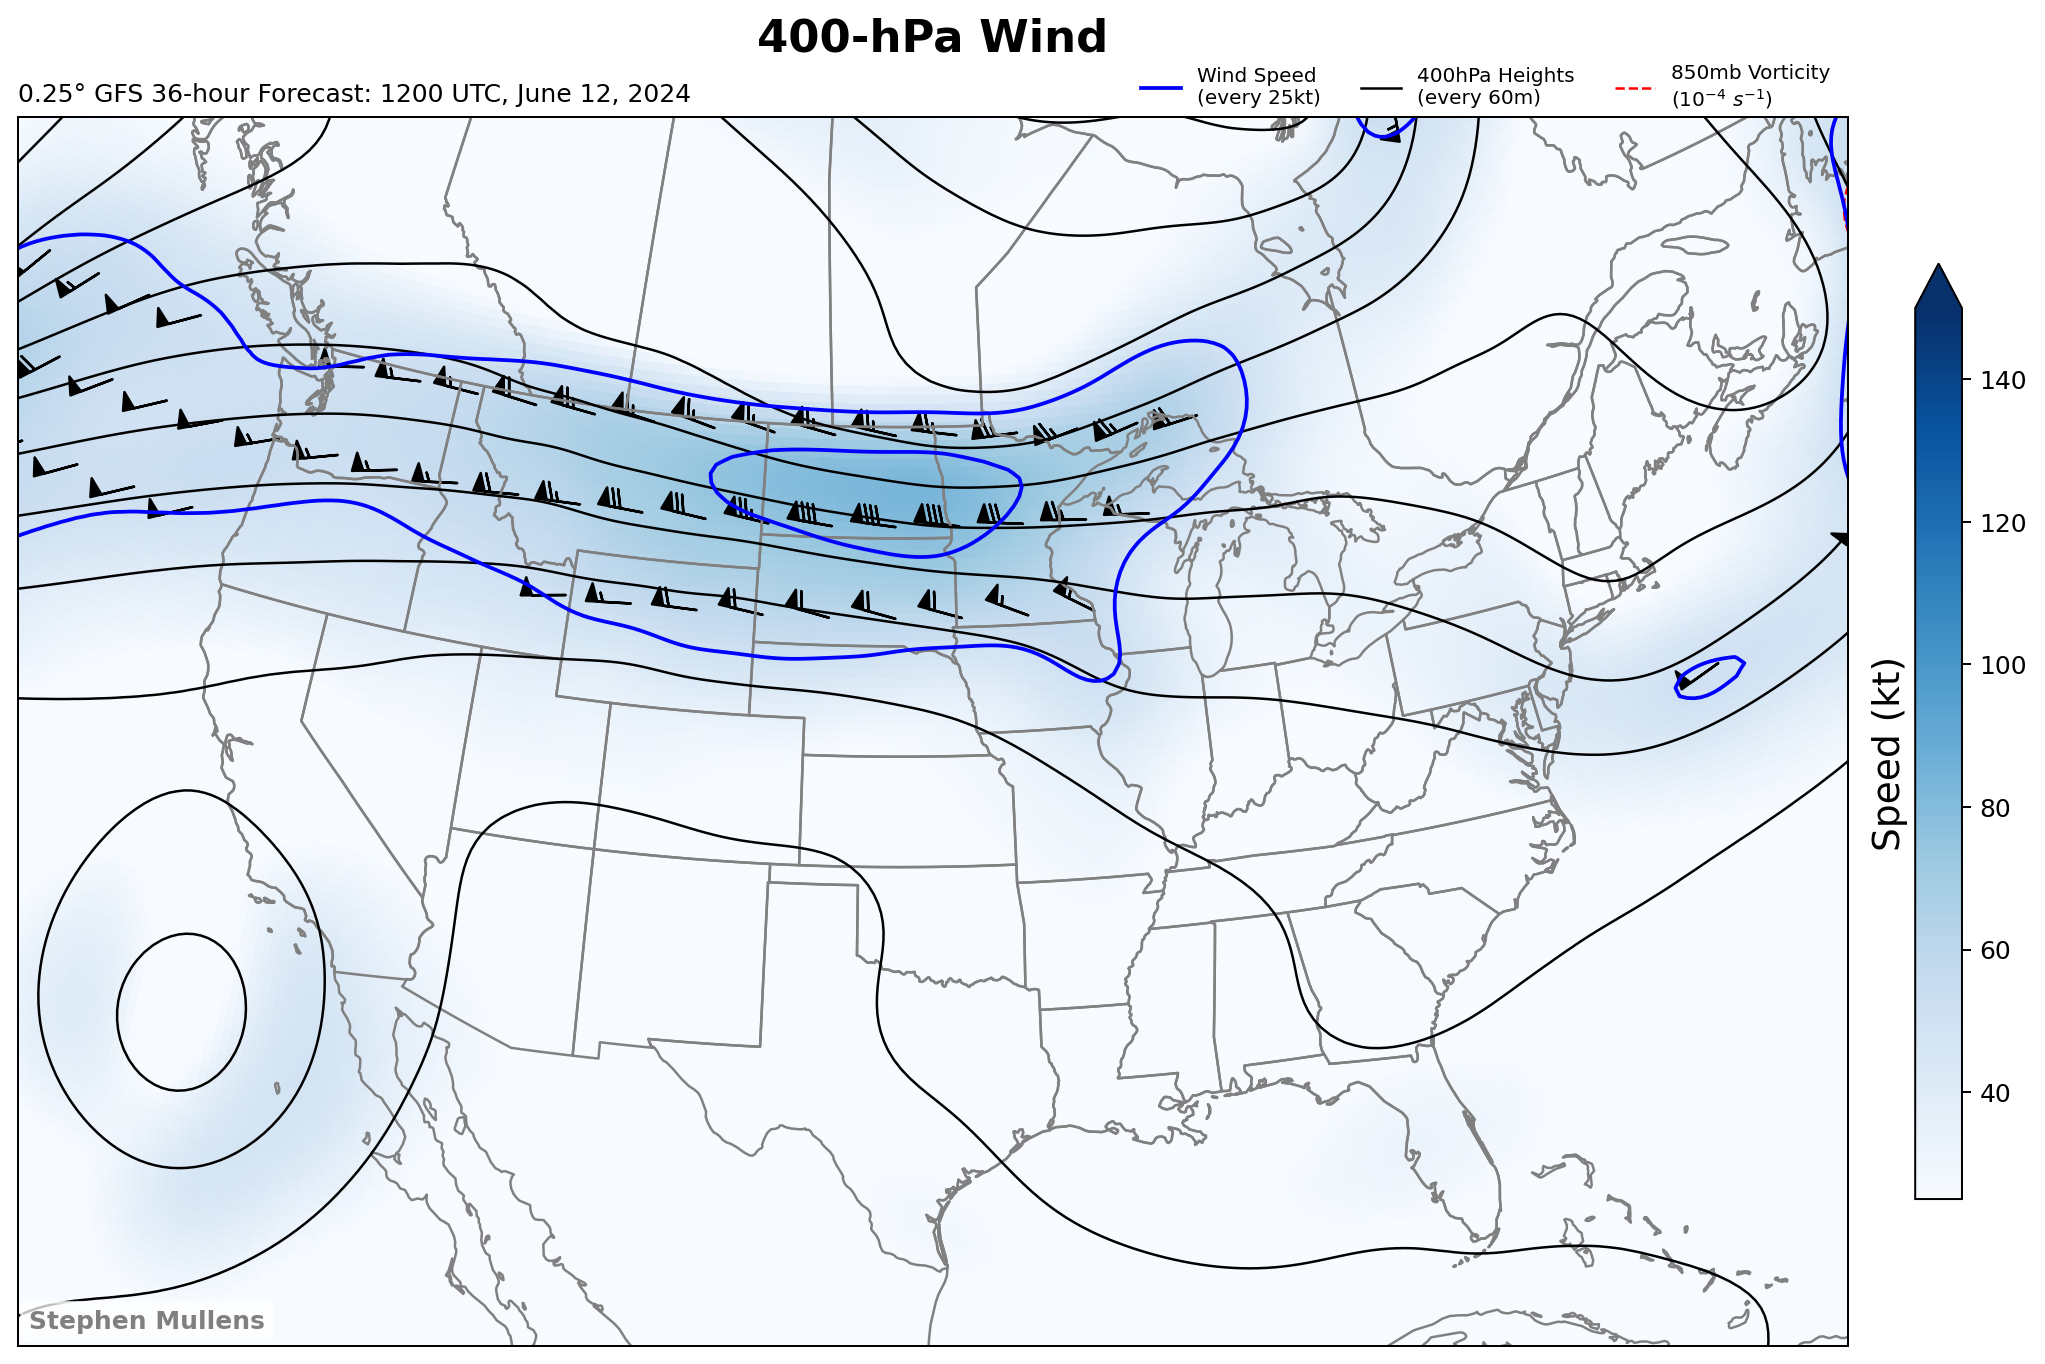 400-hPa Wind
0.25° GFS 36-hour Forecast: 1200 UTC, June 12, 2024
Wind Speed
(every 25kt)
400hPa Heights
(every 60m)
850mb Vorticity
(10⁻⁴ s⁻¹)
140
120
100
80
60
40
Speed (kt)
Stephen Mullens